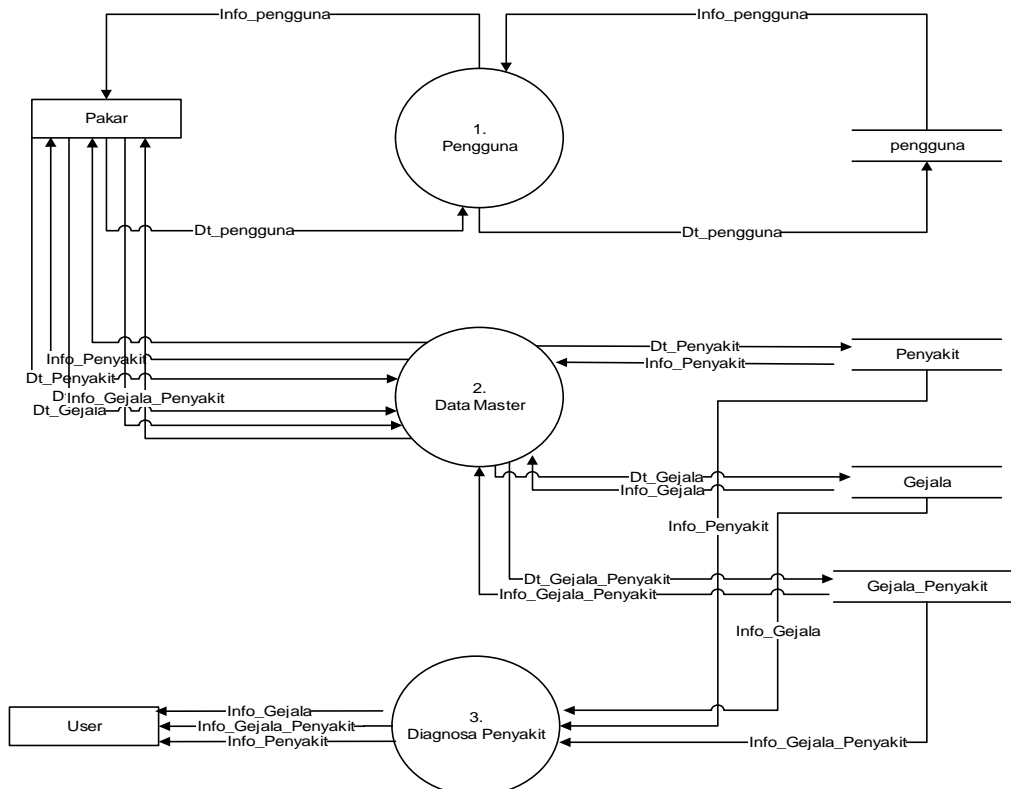 Info_pengguna
Info_pengguna
Pakar
1.
Pengguna
pengguna
Dt_pengguna
Dt_pengguna
Info_Penyakit
Dt_Penyakit
Info_Gejala_Penyakit
Dt_Gejala
2.
Data Master
Dt_Penyakit
Info_Penyakit
Penyakit
Dt_Gejala
Info_Gejala
Gejala
Info_Penyakit
Dt_Gejala_Penyakit
Info_Gejala_Penyakit
Gejala_Penyakit
Info_Gejala
User
Info_Gejala
Info_Gejala_Penyakit
Info_Penyakit
3.
Diagnosa Penyakit
Info_Gejala_Penyakit